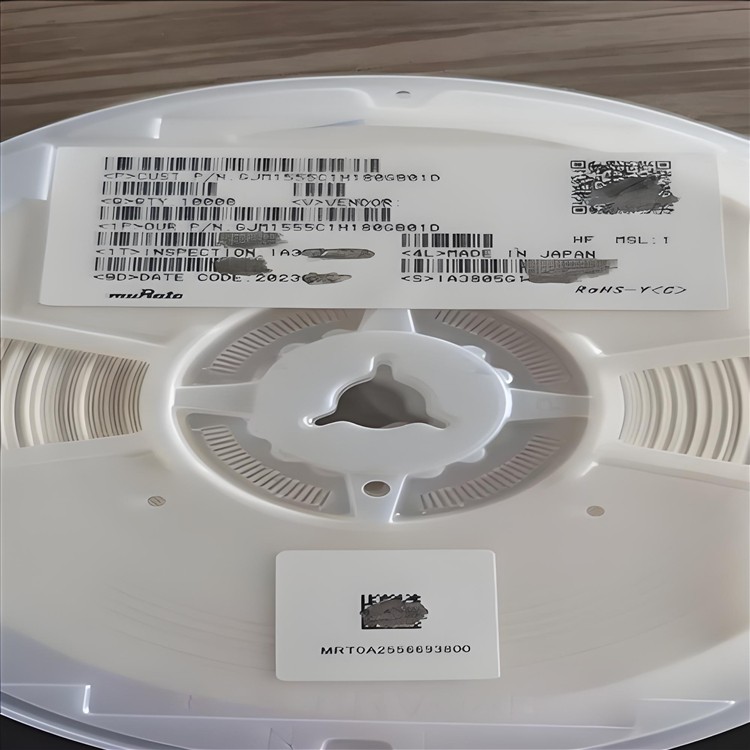 <P>CUST P/N.GJM1555C1H180GB01D
<Q>QTY.10000 <V>VENDOR:
<1P>OUR P/N.GJM1555C1H180GB01D
HF MSL:1
<1T>INSPECTION 1A3 <4L>MADE IN JAPAN
<9D>DATE CODE.2023 <S>1A3805G1
muRata RoHS-Y<C>
MRT0A2556693800